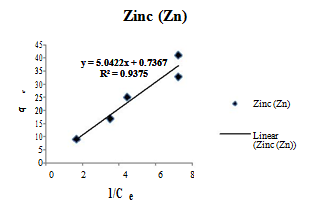 Zinc (Zn)
45
40
35
30
25
20
15
10
5
0
y = 5.0422x + 0.7367
R² = 0.9375
q e
0 2 4 6 8
1/C e
Zinc (Zn)
Linear
(Zinc (Zn))